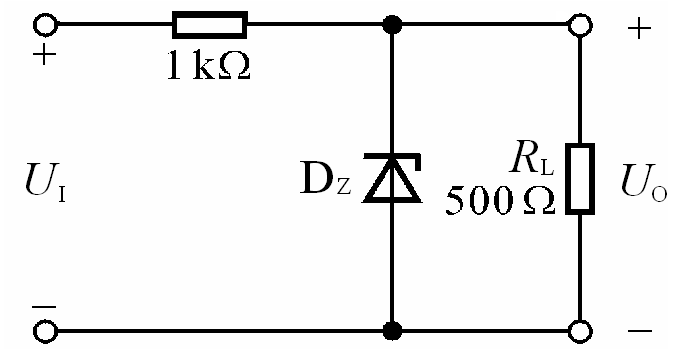 + 1 kΩ +
U_I D_Z R_L 500 Ω U_O
− −